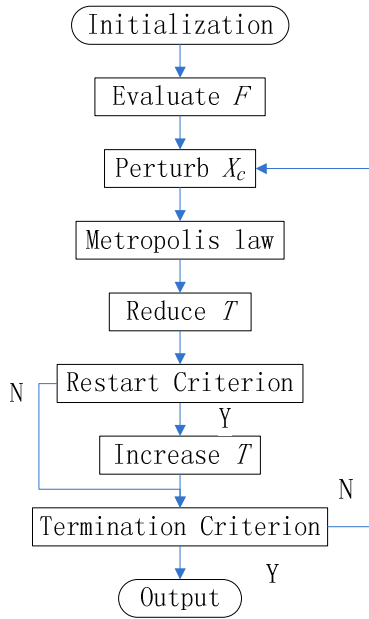 Initialization
Evaluate F
Perturb Xc
Metropolis law
Reduce T
Restart Criterion
N
Y
Increase T
N
Termination Criterion
Y
Output